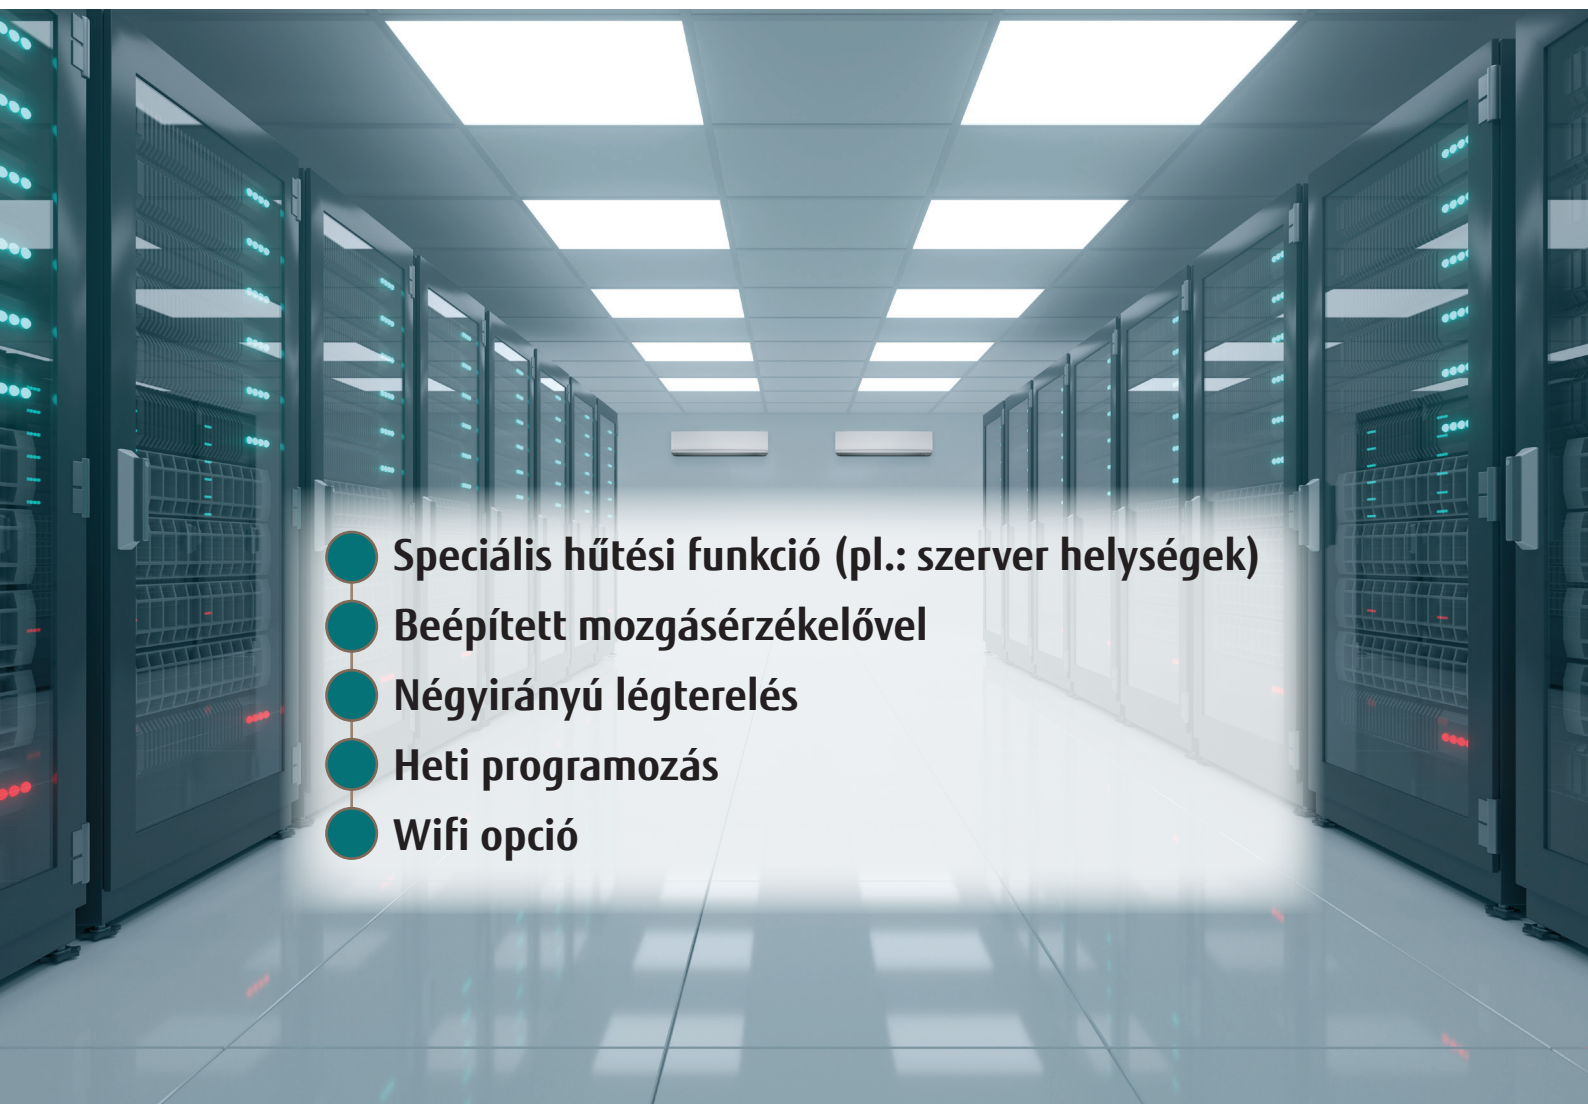 Speciális hűtési funkció (pl.: szerver helységek)
Beépített mozgásérzékelővel
Négyirányú légterelés
Heti programozás
Wifi opció